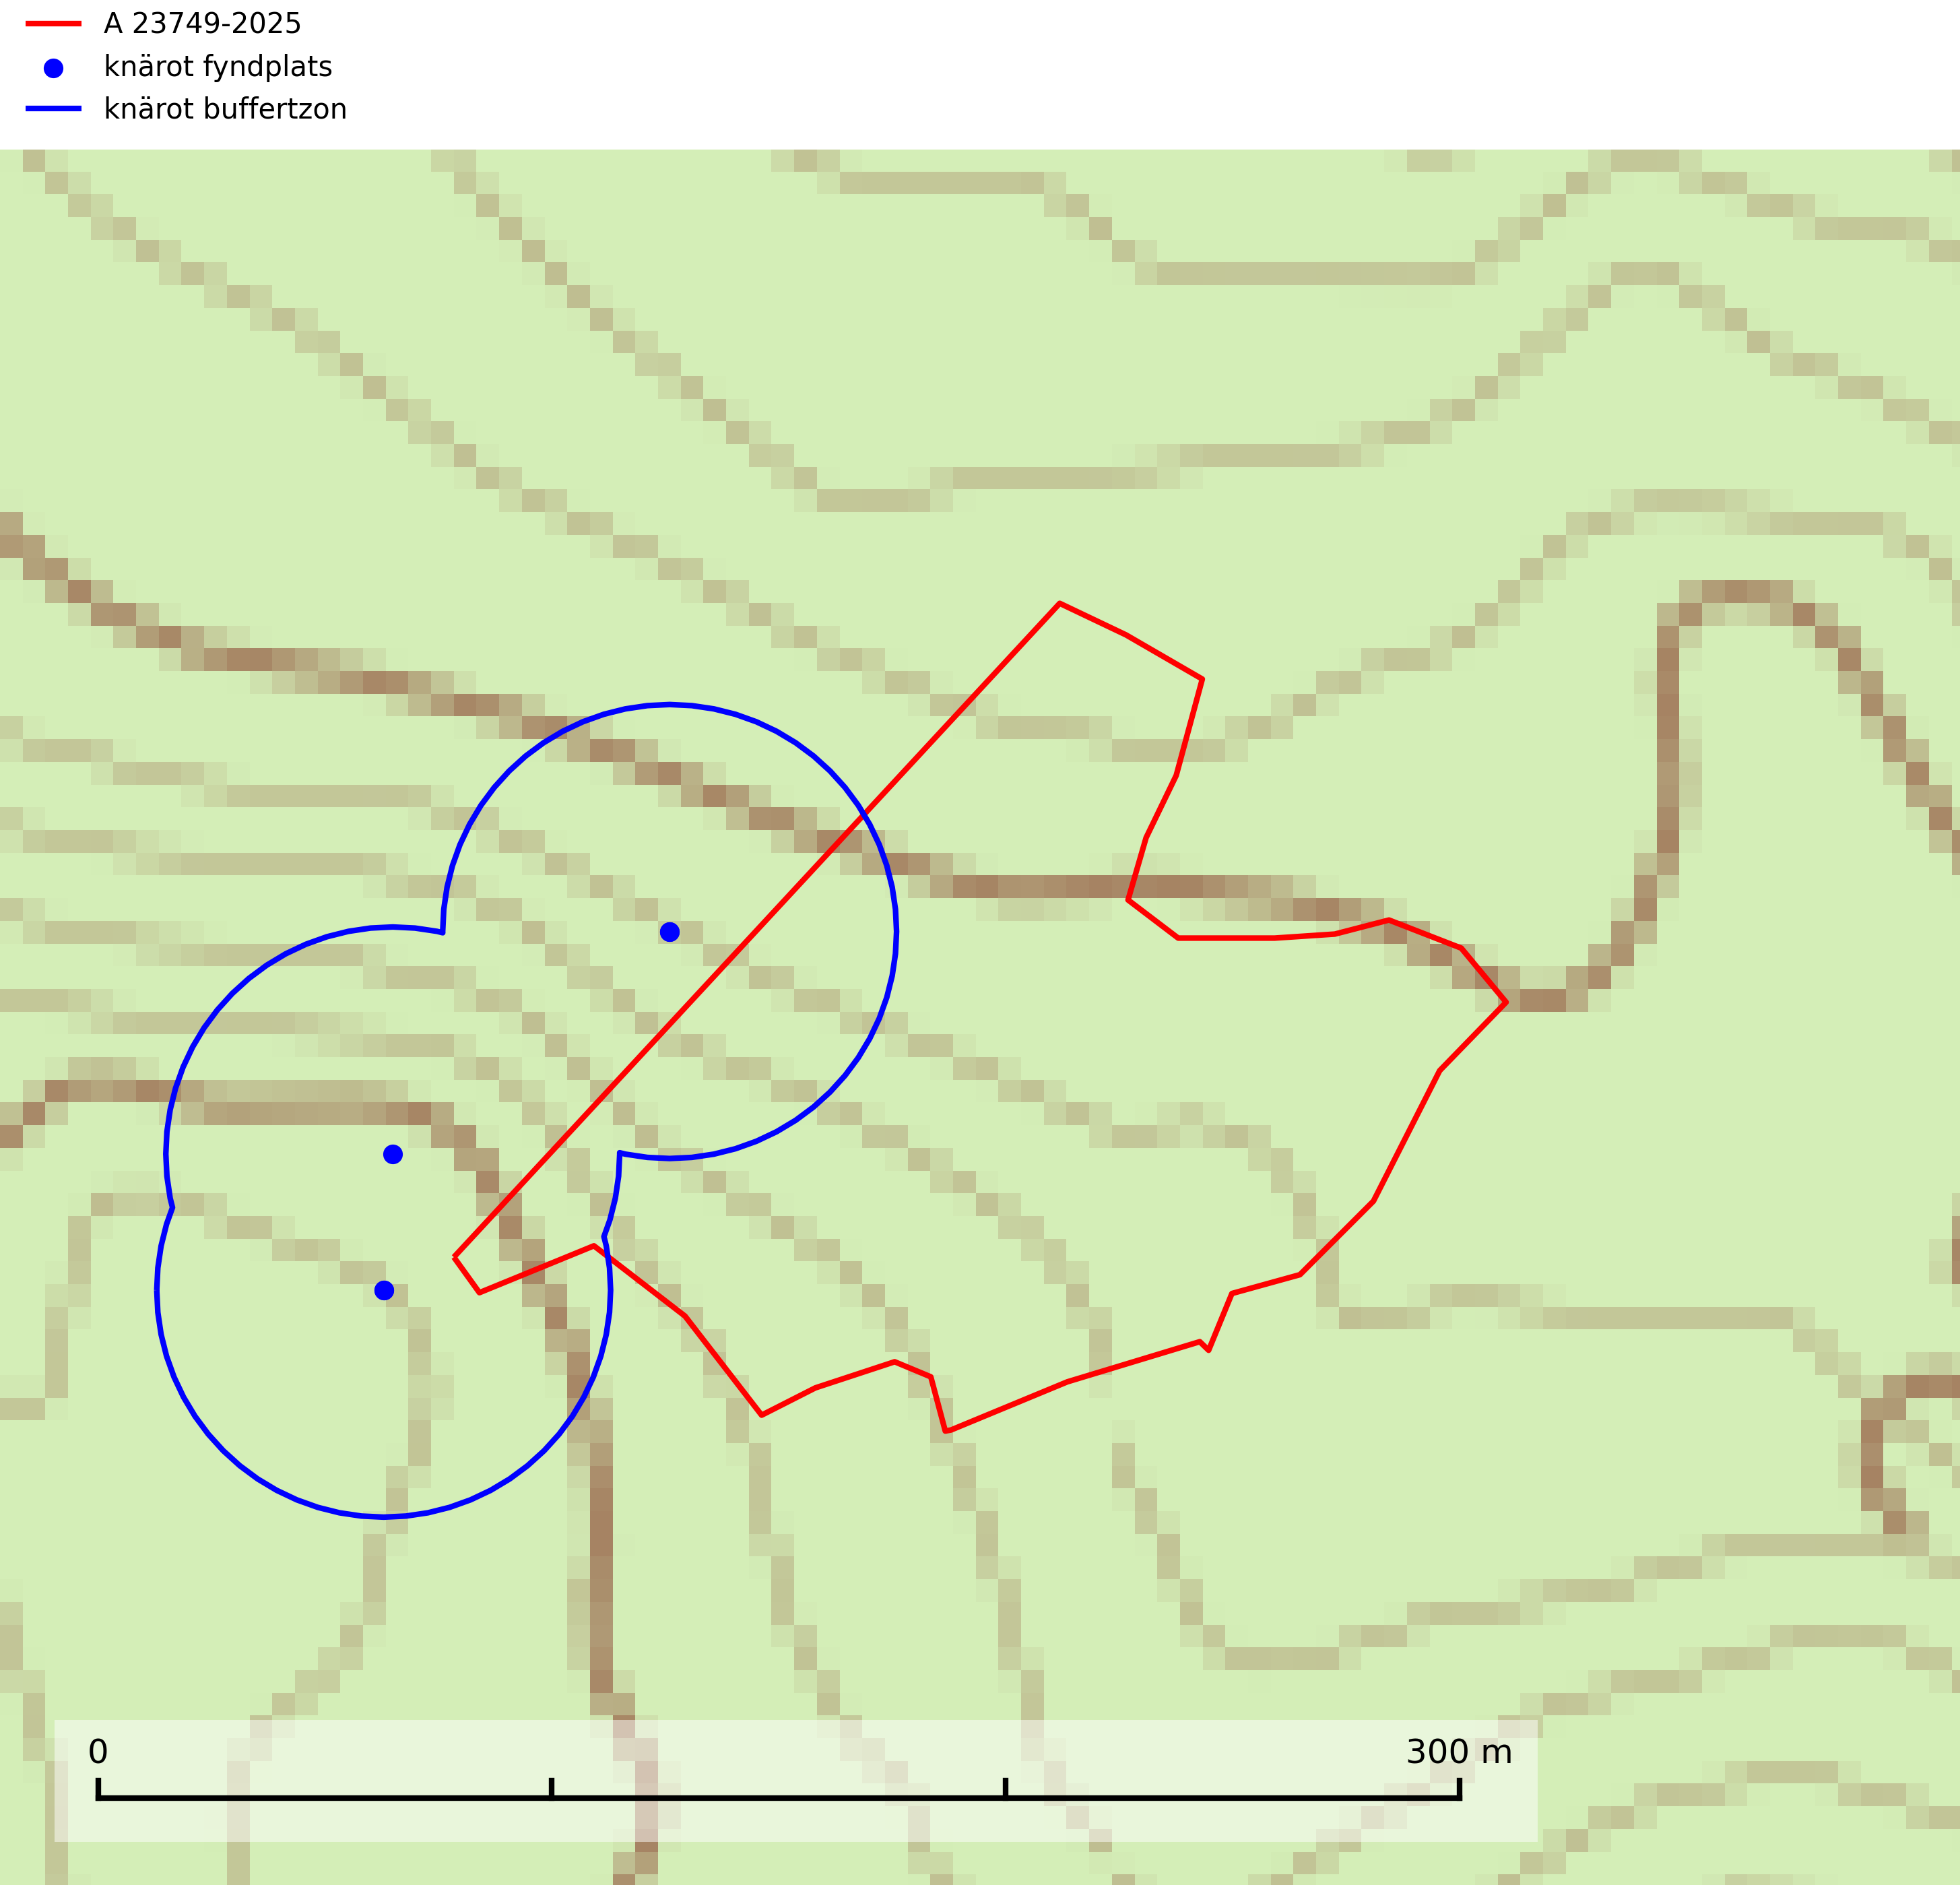 A 23749-2025
knärot fyndplats
knärot buffertzon
0 300 m